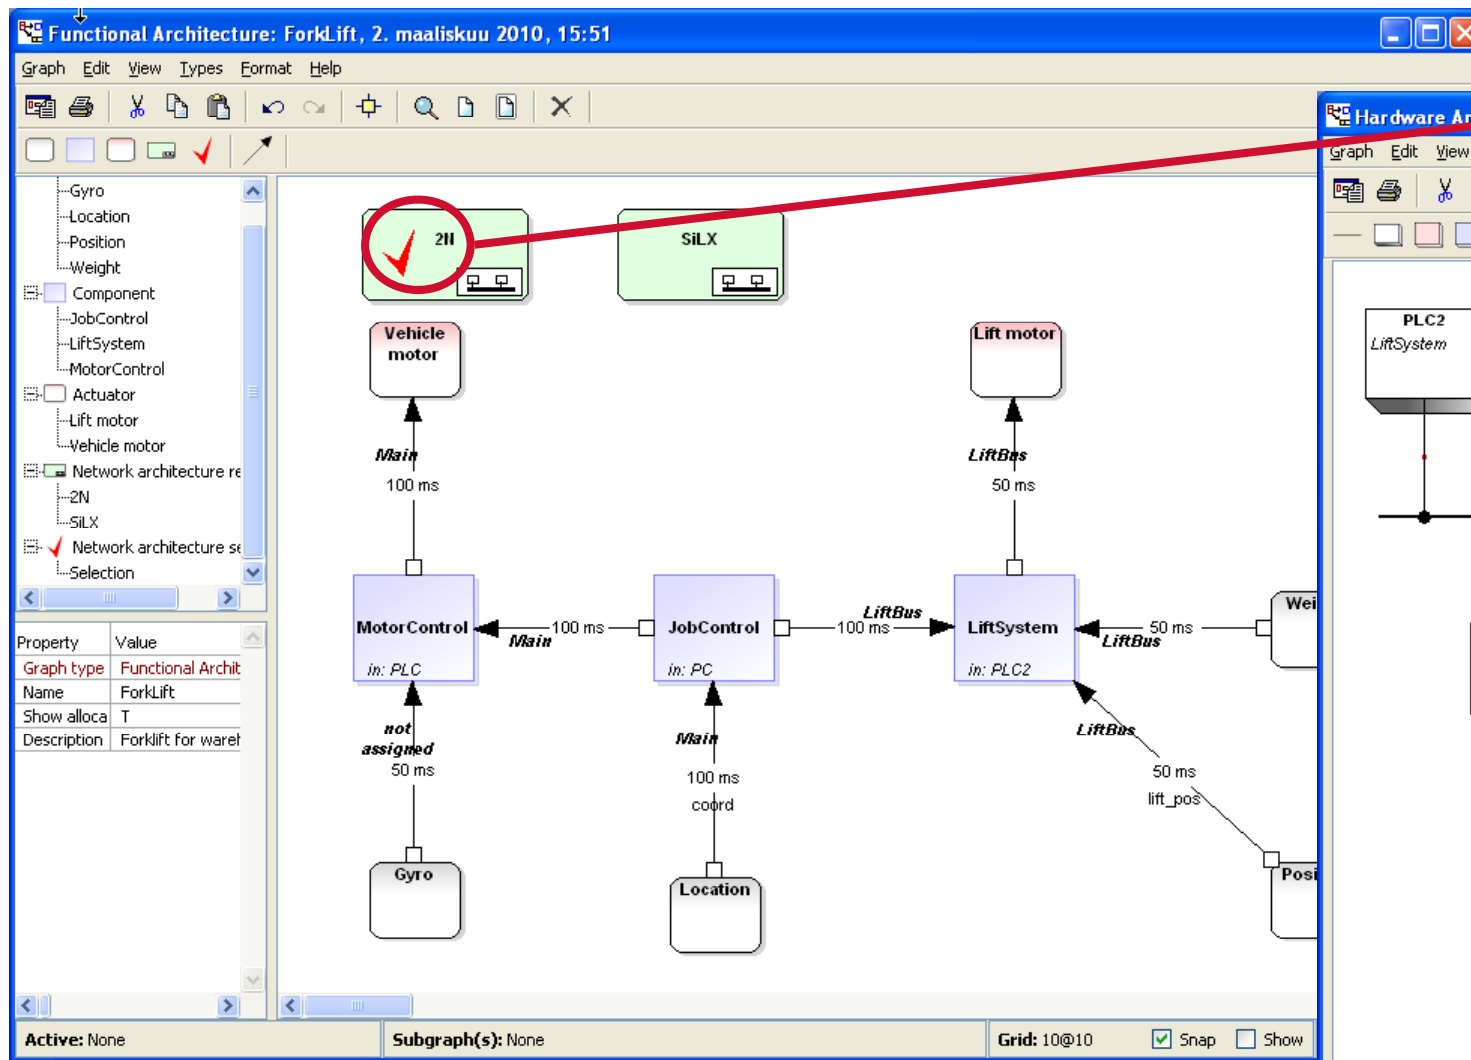 Functional Architecture: ForkLift, 2. maaliskuu 2010, 15:51
Graph Edit View Types Format Help
Hardware Ar
Graph Edit View
Gyro
Location
Position
Weight
Component
JobControl
LiftSystem
MotorControl
Actuator
Lift motor
Vehicle motor
Network architecture re
2N
SiLX
Network architecture se
Selection
Property Value
Graph type Functional Archit
Name ForkLift
Show alloca T
Description Forklift for wareh
2N
SiLX
Vehicle
motor
Lift motor
PLC2
LiftSystem
Main
100 ms
LiftBus
50 ms
MotorControl
in: PLC
100 ms
Main
JobControl
in: PC
LiftBus
100 ms
LiftSystem
in: PLC2
50 ms
LiftBus
Wei
not
assigned
50 ms
Main
100 ms
coord
LiftBus
50 ms
lift_pos
Gyro
Location
Posi
Active: None
Subgraph(s): None
Grid: 10@10
Snap
Show